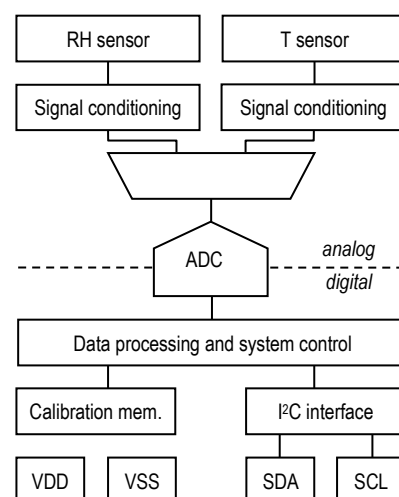 RH sensor
T sensor
Signal conditioning
Signal conditioning
ADC
analog
digital
Data processing and system control
Calibration mem.
I²C interface
VDD
VSS
SDA
SCL